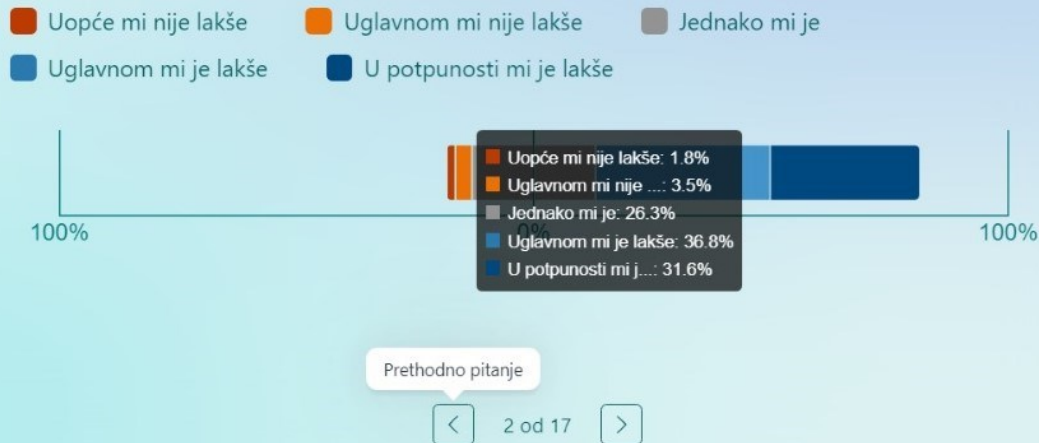 Uopće mi nije lakše Uglavnom mi nije lakše Jednako mi je
Uglavnom mi je lakše U potpunosti mi je lakše
Uopće mi nije lakše: 1.8%
Uglavnom mi nije ...: 3.5%
Jednako mi je: 26.3%
Uglavnom mi je lakše: 36.8%
U potpunosti mi j...: 31.6%
100% 0% 100%
Prethodno pitanje
2 od 17